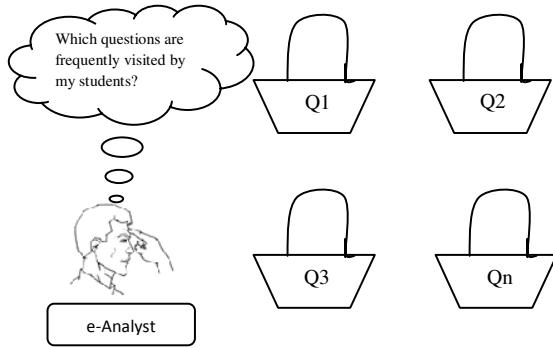 Which questions are
frequently visited by
my students?
Q1
Q2
Q3
Qn
e-Analyst